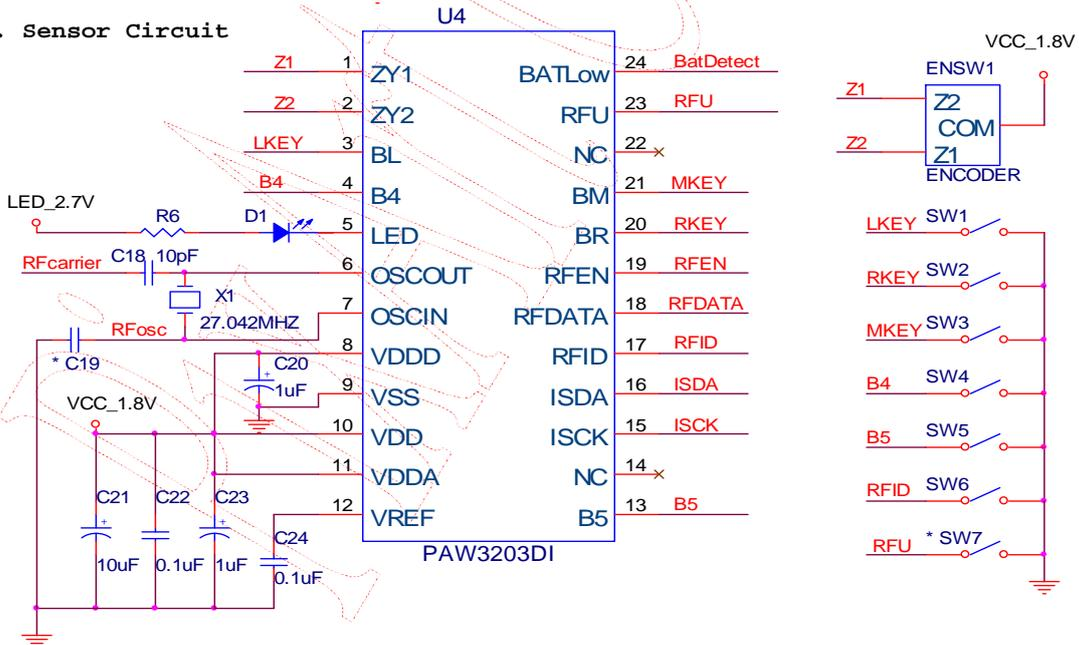 . Sensor Circuit
U4
Z1 1 ZY1 BATLow 24 BatDetect
Z2 2 ZY2 RFU 23 RFU
LKEY 3 BL NC 22
B4 4 B4 BM 21 MKEY
LED_2.7V R6 D1 5 LED BR 20 RKEY
RFcarrier C18 10pF 6 OSCOUT RFEN 19 RFEN
X1
27.042MHZ
7 OSCIN RFDATA 18 RFDATA
RFosc
* C19
8 VDDD RFID 17 RFID
C20
1uF
9 VSS ISDA 16 ISDA
VCC_1.8V
10 VDD ISCK 15 ISCK
11 VDDA NC 14
12 VREF B5 13 B5
C21 C22 C23 C24
10uF 0.1uF 1uF 0.1uF
PAW3203DI
VCC_1.8V
ENSW1
Z1 Z2
COM
Z2 Z1
ENCODER
LKEY SW1
RKEY SW2
MKEY SW3
B4 SW4
B5 SW5
RFID SW6
RFU * SW7